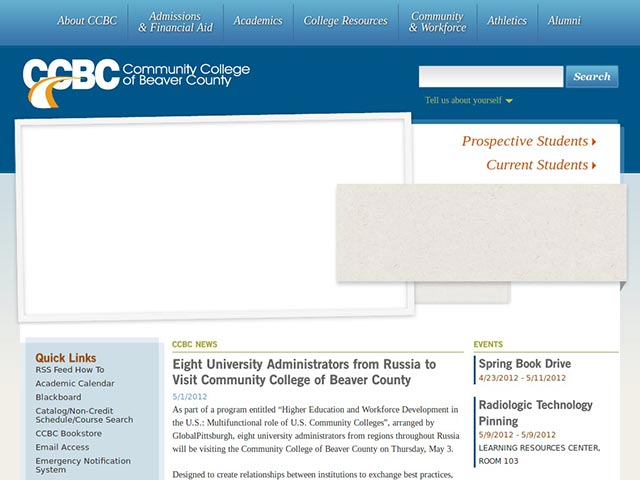 About CCBC
Admissions
& Financial Aid
Academics
College Resources
Community
& Workforce
Athletics
Alumni
CCBC Community College
of Beaver County
Search
Tell us about yourself
Prospective Students
Current Students
Quick Links
RSS Feed How To
Academic Calendar
Blackboard
Catalog/Non-Credit
Schedule/Course Search
CCBC Bookstore
Email Access
Emergency Notification
System
CCBC NEWS
Eight University Administrators from Russia to
Visit Community College of Beaver County
5/1/2012
As part of a program entitled “Higher Education and Workforce Development in
the U.S.: Multifunctional role of U.S. Community Colleges”, arranged by
GlobalPittsburgh, eight university administrators from regions throughout Russia
will be visiting the Community College of Beaver County on Thursday, May 3.
Designed to create relationships between institutions to exchange best practices,
EVENTS
Spring Book Drive
4/23/2012 - 5/11/2012
Radiologic Technology
Pinning
5/9/2012 - 5/9/2012
LEARNING RESOURCES CENTER,
ROOM 103